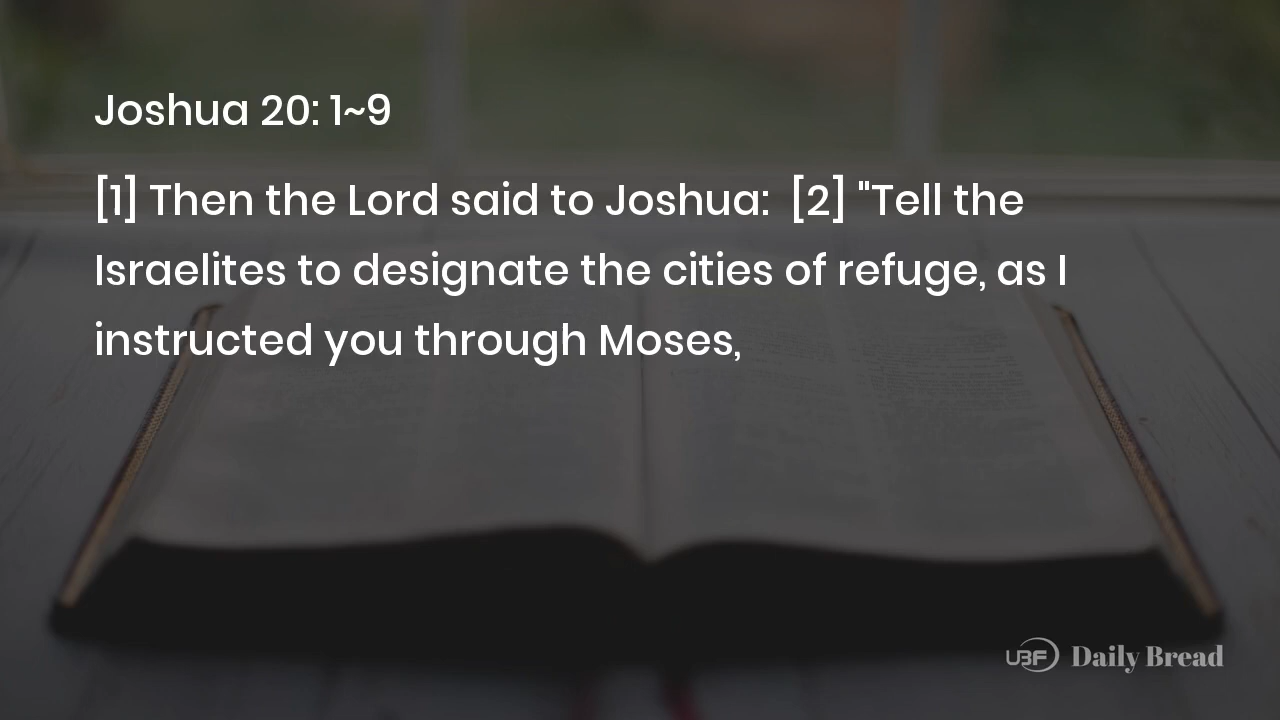 Joshua 20: 1~9
[1] Then the Lord said to Joshua:  [2] "Tell the
Israelites to designate the cities of refuge, as I
instructed you through Moses,
UBF Daily Bread